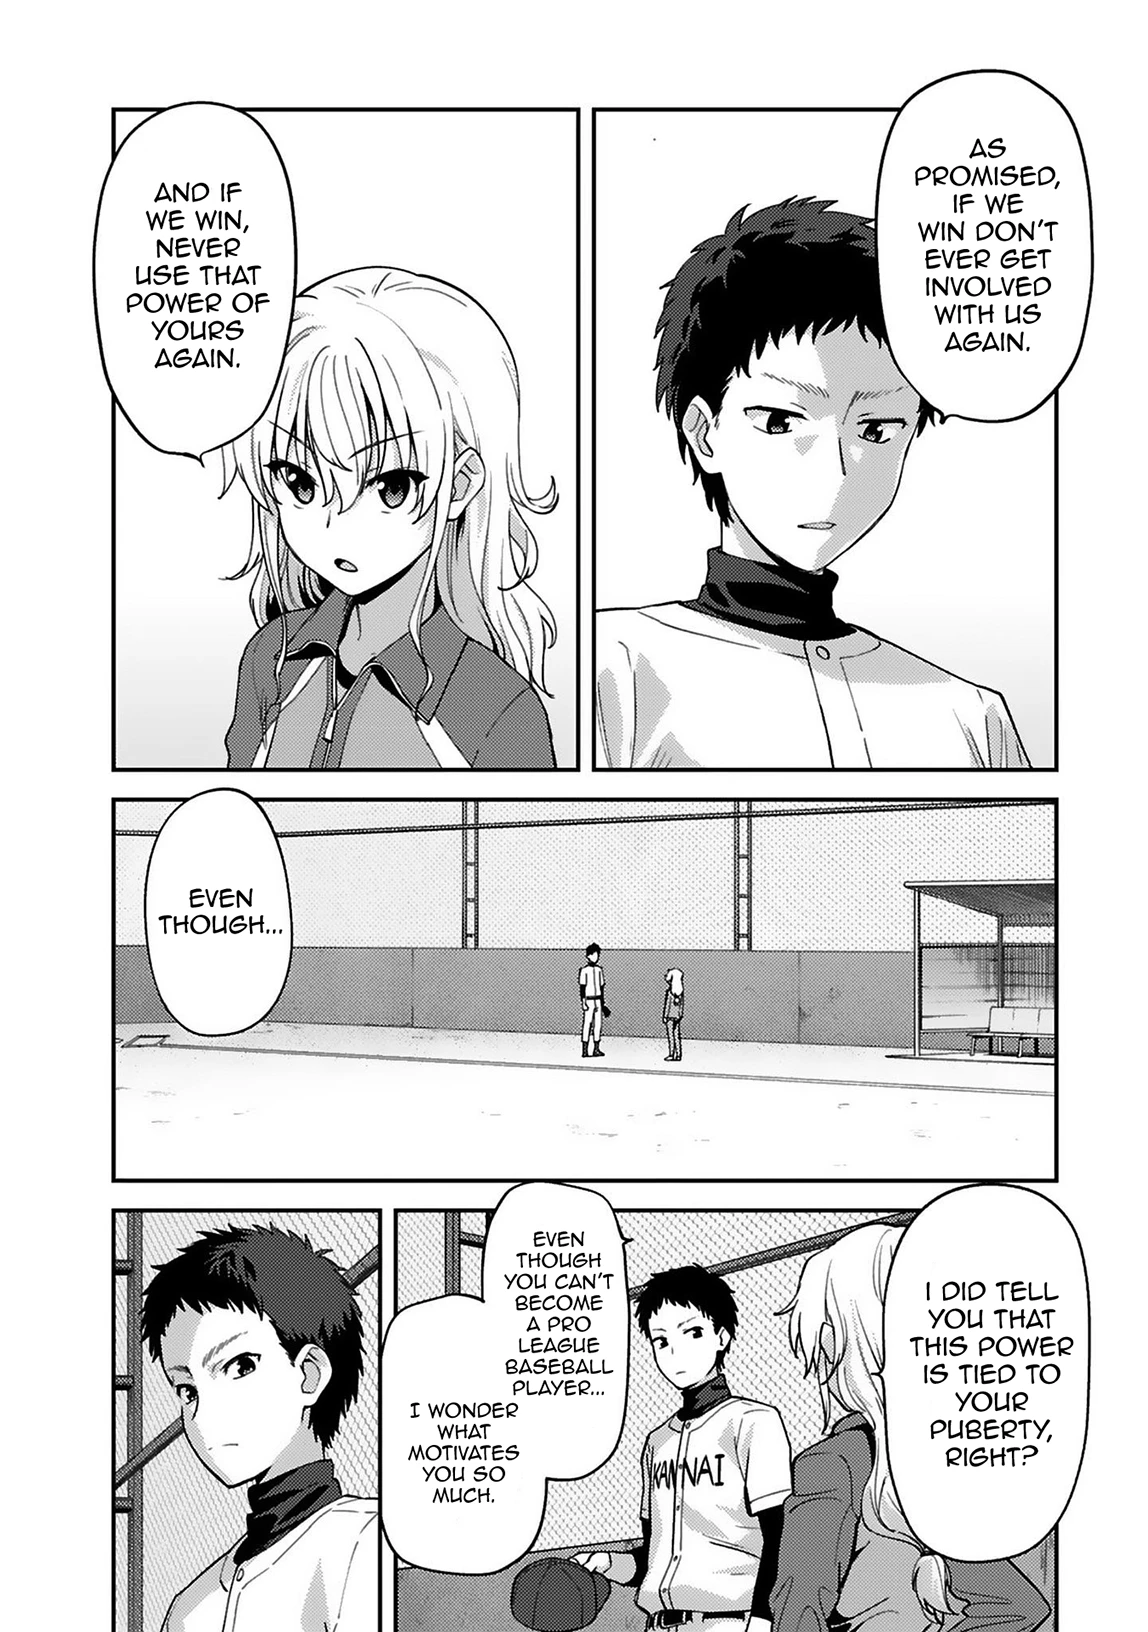 AS
PROMISED,
IF WE
WIN DON'T
EVER GET
INVOLVED
WITH US
AGAIN.
AND IF
WE WIN,
NEVER
USE THAT
POWER OF
YOURS
AGAIN.
EVEN
THOUGH...
I DID TELL
YOU THAT
THIS POWER
IS TIED TO
YOUR
PUBERTY,
RIGHT?
EVEN
THOUGH
YOU CAN'T
BECOME
A PRO
LEAGUE
BASEBALL
PLAYER...
I WONDER
WHAT
MOTIVATES
YOU SO
MUCH.
KANNAI